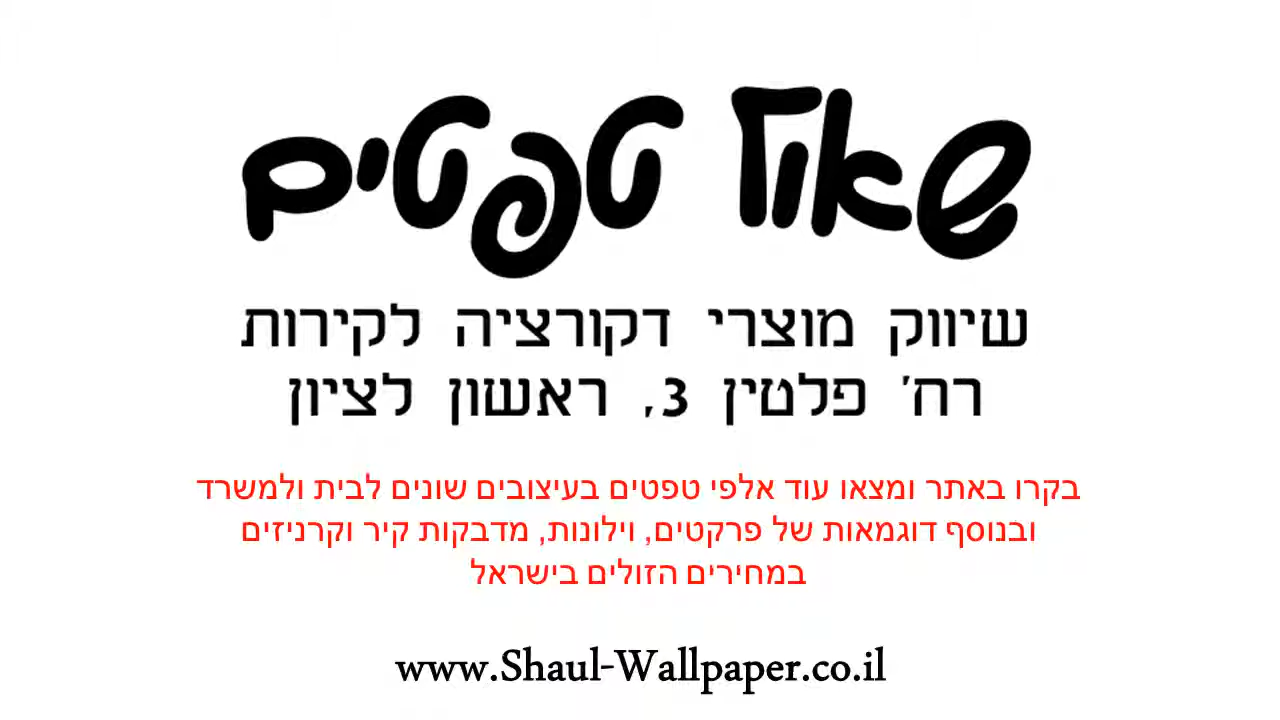 שאול טפטים
שיווק מוצרי דקורציה לקירות
רח' פלטין 3, ראשון לציון
בקרו באתר ומצאו עוד אלפי טפטים בעיצובים שונים לבית ולמשרד
ובנוסף דוגמאות של פרקטים, וילונות, מדבקות קיר וקרניזים
במחירים הזולים בישראל
www.Shaul-Wallpaper.co.il